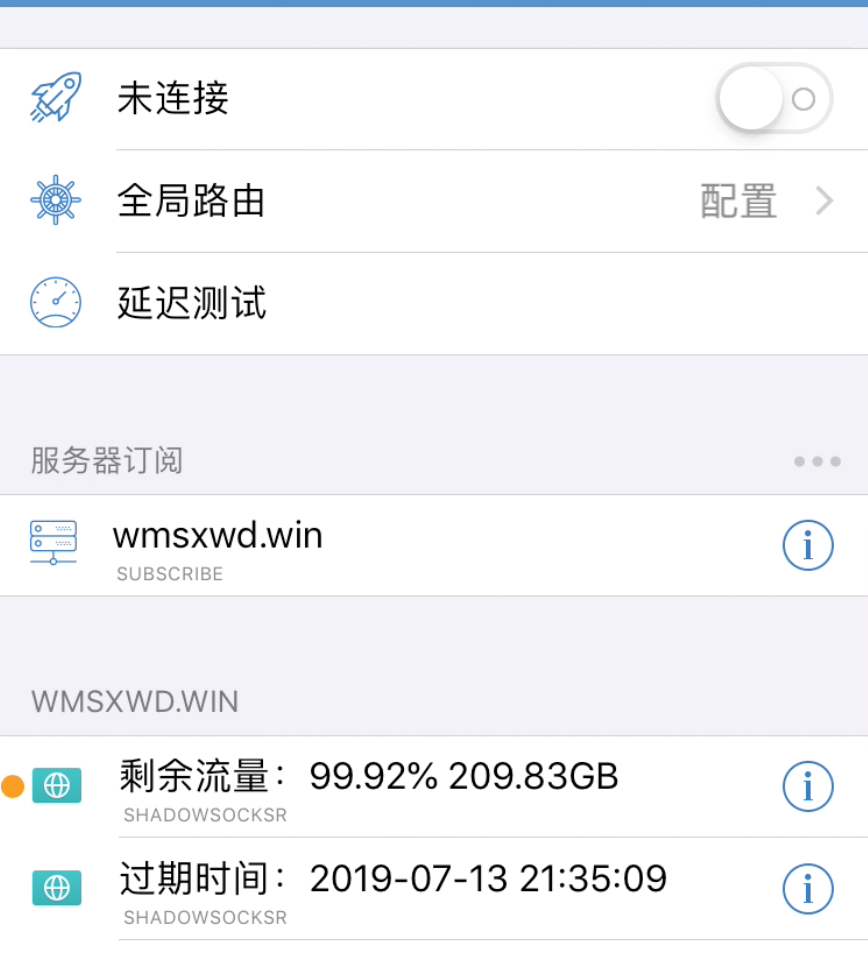 未连接
全局路由 配置
延迟测试
服务器订阅
wmsxwd.win
SUBSCRIBE
WMSXWD.WIN
剩余流量：99.92% 209.83GB
SHADOWSOCKSR
过期时间：2019-07-13 21:35:09
SHADOWSOCKSR